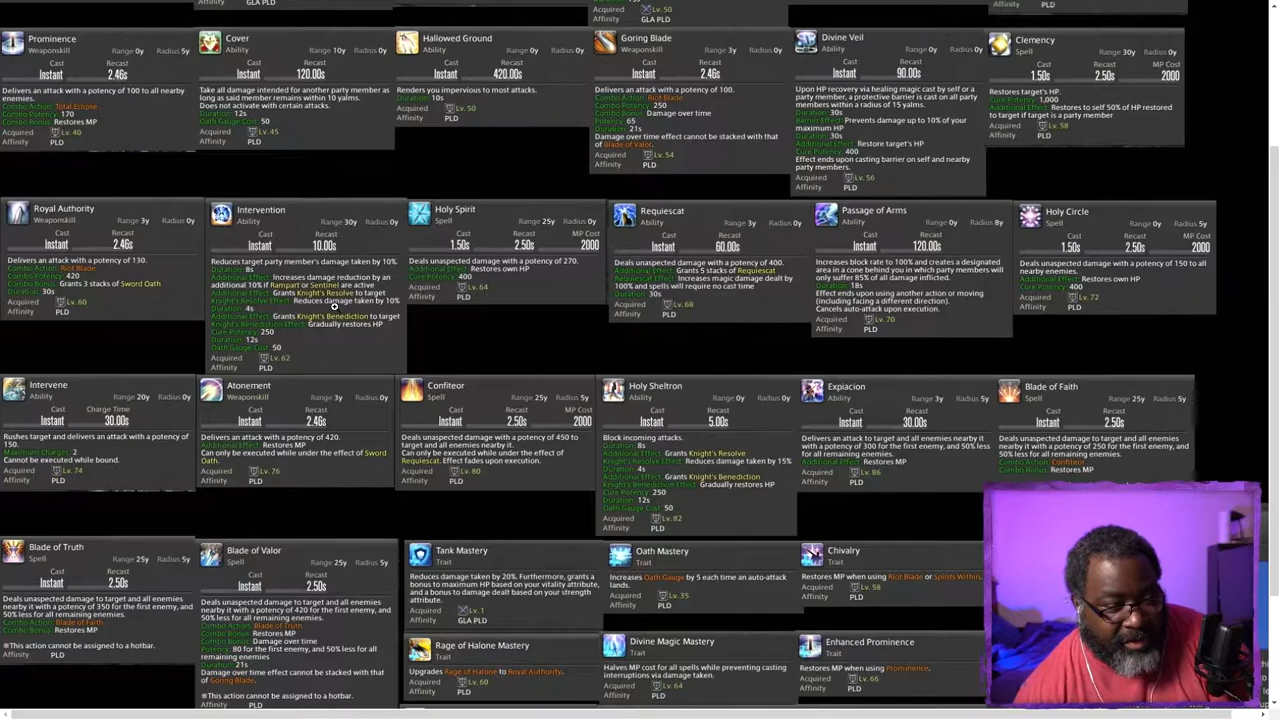 GLA PLD
Lv. 50
GLA PLD
PLD
Affinity
Prominence
Weaponskill
Range 0y Radius 5y
Cast Recast
Instant 2.46s
Delivers an attack with a potency of 100 to all nearby
enemies.
Combo Action: Total Eclipse
Combo Potency: 170
Combo Bonus: Restores MP
Acquired Lv. 40
Affinity PLD
Cover
Ability
Range 10y Radius 0y
Cast Recast
Instant 120.00s
Take all damage intended for another party member as
long as said member remains within 10 yalms.
Does not activate with certain attacks.
Duration: 12s
Oath Gauge Cost: 50
Acquired Lv. 45
Affinity PLD
Hallowed Ground
Ability
Range 0y Radius 0y
Cast Recast
Instant 420.00s
Renders you impervious to most attacks.
Duration: 10s
Acquired Lv. 50
Affinity PLD
Goring Blade
Weaponskill
Range 3y Radius 0y
Cast Recast
Instant 2.46s
Delivers an attack with a potency of 100.
Combo Action: Riot Blade
Combo Potency: 250
Combo Bonus: Damage over time
Potency: 65
Duration: 21s
Damage over time effect cannot be stacked with that
of Blade of Valor.
Acquired Lv. 54
Affinity PLD
Divine Veil
Ability
Range 0y Radius 0y
Cast Recast
Instant 90.00s
Upon HP recovery via healing magic cast by self or a
party member, a protective barrier is cast on all party
members within a radius of 15 yalms.
Duration: 30s
Barrier Effect: Prevents damage up to 10% of your
maximum HP
Duration: 30s
Additional Effect: Restore target's HP
Cure Potency: 400
Effect ends upon casting barrier on self and nearby
party members.
Acquired Lv. 56
Affinity PLD
Clemency
Spell
Range 30y Radius 0y
Cast Recast MP Cost
1.50s 2.50s 2000
Restores target's HP.
Cure Potency: 1,000
Additional Effect: Restores to self 50% of HP restored
to target if target is a party member
Acquired Lv. 58
Affinity PLD
Royal Authority
Weaponskill
Range 3y Radius 0y
Cast Recast
Instant 2.46s
Delivers an attack with a potency of 130.
Combo Action: Riot Blade
Combo Potency: 420
Combo Bonus: Grants 3 stacks of Sword Oath
Duration: 30s
Acquired Lv. 60
Affinity PLD
Intervention
Ability
Range 30y Radius 0y
Cast Recast
Instant 10.00s
Reduces target party member's damage taken by 10%.
Duration: 8s
Additional Effect: Increases damage reduction by an
additional 10% if Rampart or Sentinel are active
Additional Effect: Grants Knight's Resolve to target
Knight's Resolve Effect: Reduces damage taken by 10%
Duration: 4s
Additional Effect: Grants Knight's Benediction to target
Knight's Benediction Effect: Gradually restores HP
Cure Potency: 250
Duration: 12s
Oath Gauge Cost: 50
Acquired Lv. 62
Affinity PLD
Holy Spirit
Spell
Range 25y Radius 0y
Cast Recast MP Cost
1.50s 2.50s 2000
Deals unaspected damage with a potency of 270.
Additional Effect: Restores own HP
Cure Potency: 400
Acquired Lv. 64
Affinity PLD
Requiescat
Ability
Range 3y Radius 0y
Cast Recast
Instant 60.00s
Deals unaspected damage with a potency of 400.
Additional Effect: Grants 5 stacks of Requiescat
Requiescat Effect: Increases magic damage dealt by
100% and spells will require no cast time
Duration: 30s
Acquired Lv. 68
Affinity PLD
Passage of Arms
Ability
Range 0y Radius 8y
Cast Recast
Instant 120.00s
Increases block rate to 100% and creates a designated
area in a cone behind you in which party members will
only suffer 85% of all damage inflicted.
Duration: 18s
Effect ends upon using another action or moving
(including facing a different direction).
Cancels auto-attack upon execution.
Acquired Lv. 70
Affinity PLD
Holy Circle
Spell
Range 0y Radius 5y
Cast Recast MP Cost
1.50s 2.50s 2000
Deals unaspected damage with a potency of 150 to all
nearby enemies.
Additional Effect: Restores own HP
Cure Potency: 400
Acquired Lv. 72
Affinity PLD
Intervene
Ability
Range 20y Radius 0y
Cast Charge Time
Instant 30.00s
Rushes target and delivers an attack with a potency of
150.
Maximum Charges: 2
Cannot be executed while bound.
Acquired Lv. 74
Affinity PLD
Atonement
Weaponskill
Range 3y Radius 0y
Cast Recast
Instant 2.46s
Delivers an attack with a potency of 420.
Additional Effect: Restores MP
Can only be executed while under the effect of Sword
Oath.
Acquired Lv. 76
Affinity PLD
Confiteor
Spell
Range 25y Radius 5y
Cast Recast MP Cost
Instant 2.50s 2000
Deals unaspected damage with a potency of 450 to
target and all enemies nearby it.
Can only be executed while under the effect of
Requiescat. Effect fades upon execution.
Acquired Lv. 80
Affinity PLD
Holy Sheltron
Ability
Range 0y Radius 0y
Cast Recast
Instant 5.00s
Block incoming attacks.
Duration: 8s
Additional Effect: Grants Knight's Resolve
Knight's Resolve Effect: Reduces damage taken by 15%
Duration: 4s
Additional Effect: Grants Knight's Benediction
Knight's Benediction Effect: Gradually restores HP
Cure Potency: 250
Duration: 12s
Oath Gauge Cost: 50
Acquired Lv. 82
Affinity PLD
Expiacion
Ability
Range 3y Radius 5y
Cast Recast
Instant 30.00s
Delivers an attack to target and all enemies nearby it
with a potency of 300 for the first enemy, and 50% less
for all remaining enemies.
Additional Effect: Restores MP
Acquired Lv. 86
Affinity PLD
Blade of Faith
Spell
Range 25y Radius 5y
Cast Recast
Instant 2.50s
Deals unaspected damage to target and all enemies
nearby it with a potency of 250 for the first enemy, and
50% less for all remaining enemies.
Combo Action: Confiteor
Combo Bonus: Restores MP
Blade of Truth
Spell
Range 25y Radius 5y
Cast Recast
Instant 2.50s
Deals unaspected damage to target and all enemies
nearby it with a potency of 350 for the first enemy, and
50% less for all remaining enemies.
Combo Action: Blade of Faith
Combo Bonus: Restores MP
※This action cannot be assigned to a hotbar.
Affinity PLD
Blade of Valor
Spell
Range 25y Radius 5y
Cast Recast
Instant 2.50s
Deals unaspected damage to target and all enemies
nearby it with a potency of 420 for the first enemy, and
50% less for all remaining enemies.
Combo Action: Blade of Truth
Combo Bonus: Restores MP
Combo Bonus: Damage over time
Potency: 80 for the first enemy, and 50% less for all
remaining enemies
Duration: 21s
Damage over time effect cannot be stacked with that of
Goring Blade.
※This action cannot be assigned to a hotbar.
Affinity PLD
Tank Mastery
Trait
Reduces damage taken by 20%. Furthermore, grants a
bonus to maximum HP based on your vitality attribute,
and a bonus to damage dealt based on your strength
attribute.
Acquired Lv. 1
Affinity GLA PLD
Oath Mastery
Trait
Increases Oath Gauge by 5 each time an auto-attack
lands.
Acquired Lv. 35
Affinity PLD
Chivalry
Trait
Restores MP when using Riot Blade or Spirits Within.
Acquired Lv. 58
Affinity PLD
Rage of Halone Mastery
Trait
Upgrades Rage of Halone to Royal Authority.
Acquired Lv. 60
Affinity PLD
Divine Magic Mastery
Trait
Halves MP cost for all spells while preventing casting
interruptions via damage taken.
Acquired Lv. 64
Affinity PLD
Enhanced Prominence
Trait
Restores MP when using Prominence.
Acquired Lv. 66
Affinity PLD